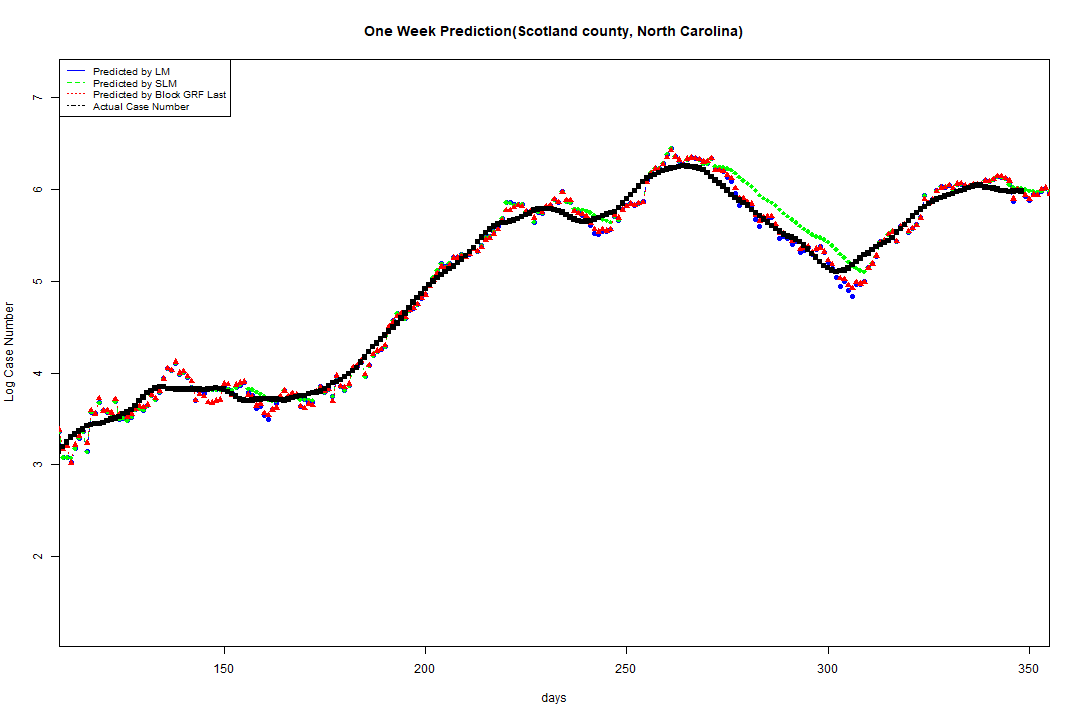 One Week Prediction(Scotland county, North Carolina)
Predicted by LM
Predicted by SLM
Predicted by Block GRF Last
Actual Case Number
Log Case Number
7
6
5
4
3
2
150 200 250 300 350
days